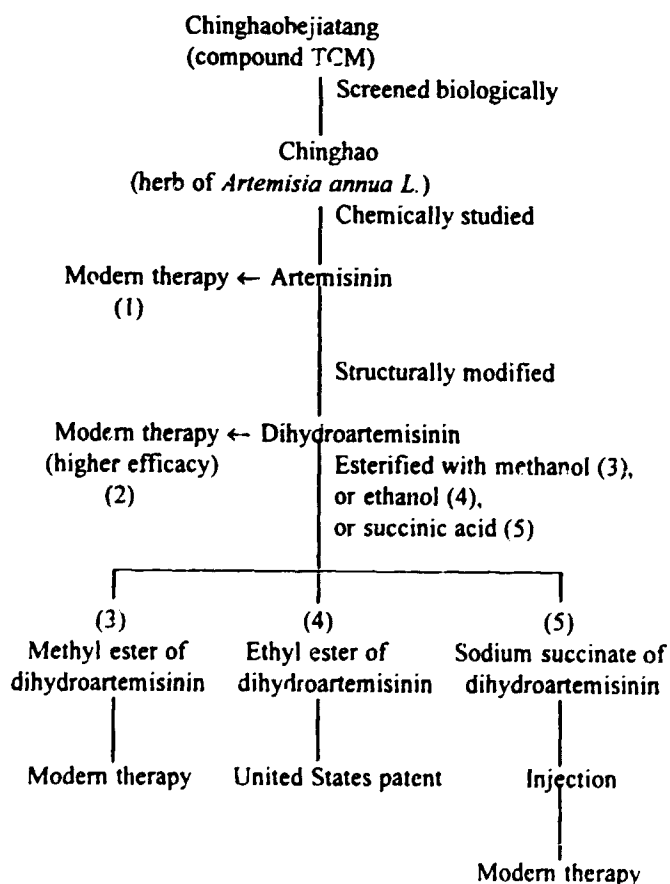 Chinghaobejiatang
(compound TCM)
Screened biologically
Chinghao
(herb of Artemisia annua L.)
Chemically studied
Modern therapy ← Artemisinin
(1)
Structurally modified
Modern therapy ← Dihydroartemisinin
(higher efficacy)
(2)
Esterified with methanol (3),
or ethanol (4),
or succinic acid (5)
(3)
Methyl ester of
dihydroartemisinin
Modern therapy
(4)
Ethyl ester of
dihydroartemisinin
United States patent
(5)
Sodium succinate of
dihydroartemisinin
Injection
Modern therapy